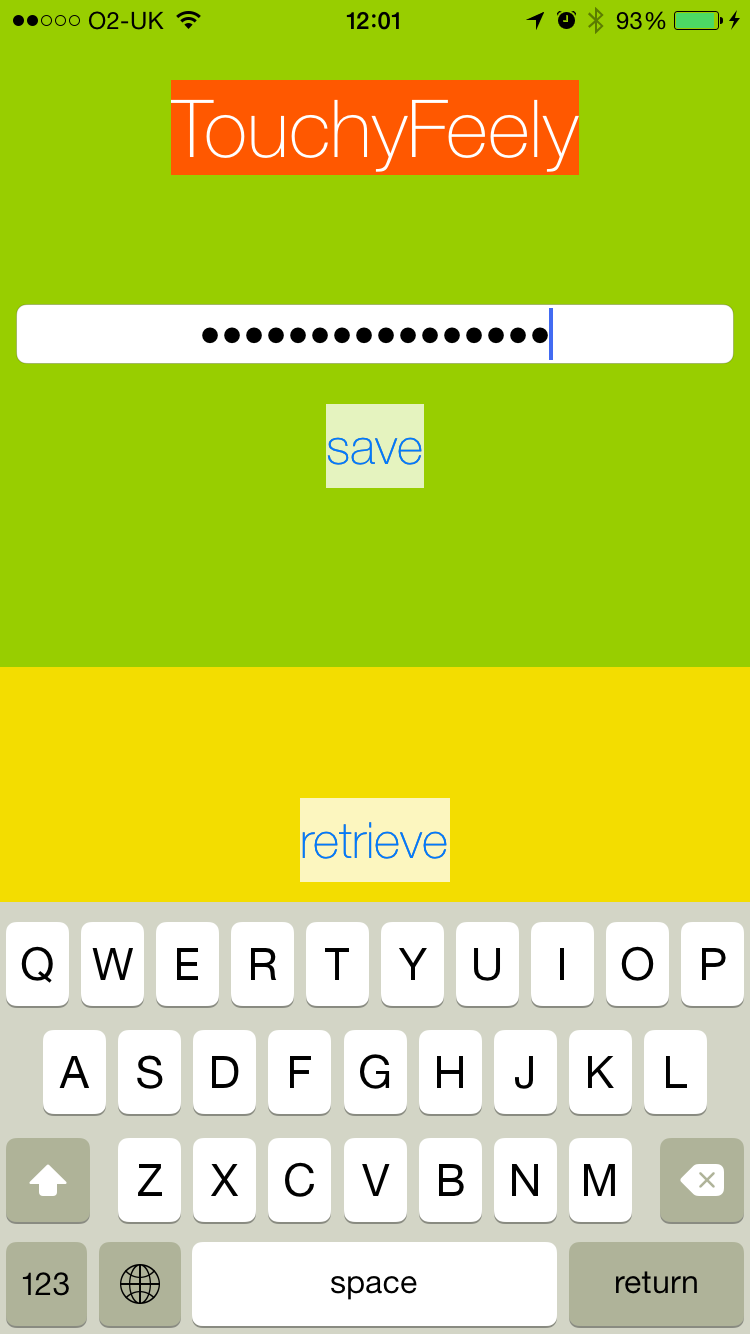 O2-UK 12:01 93%
TouchyFeely
••••••••••••••••
save
retrieve
Q W E R T Y U I O P
A S D F G H J K L
Z X C V B N M
123 space return